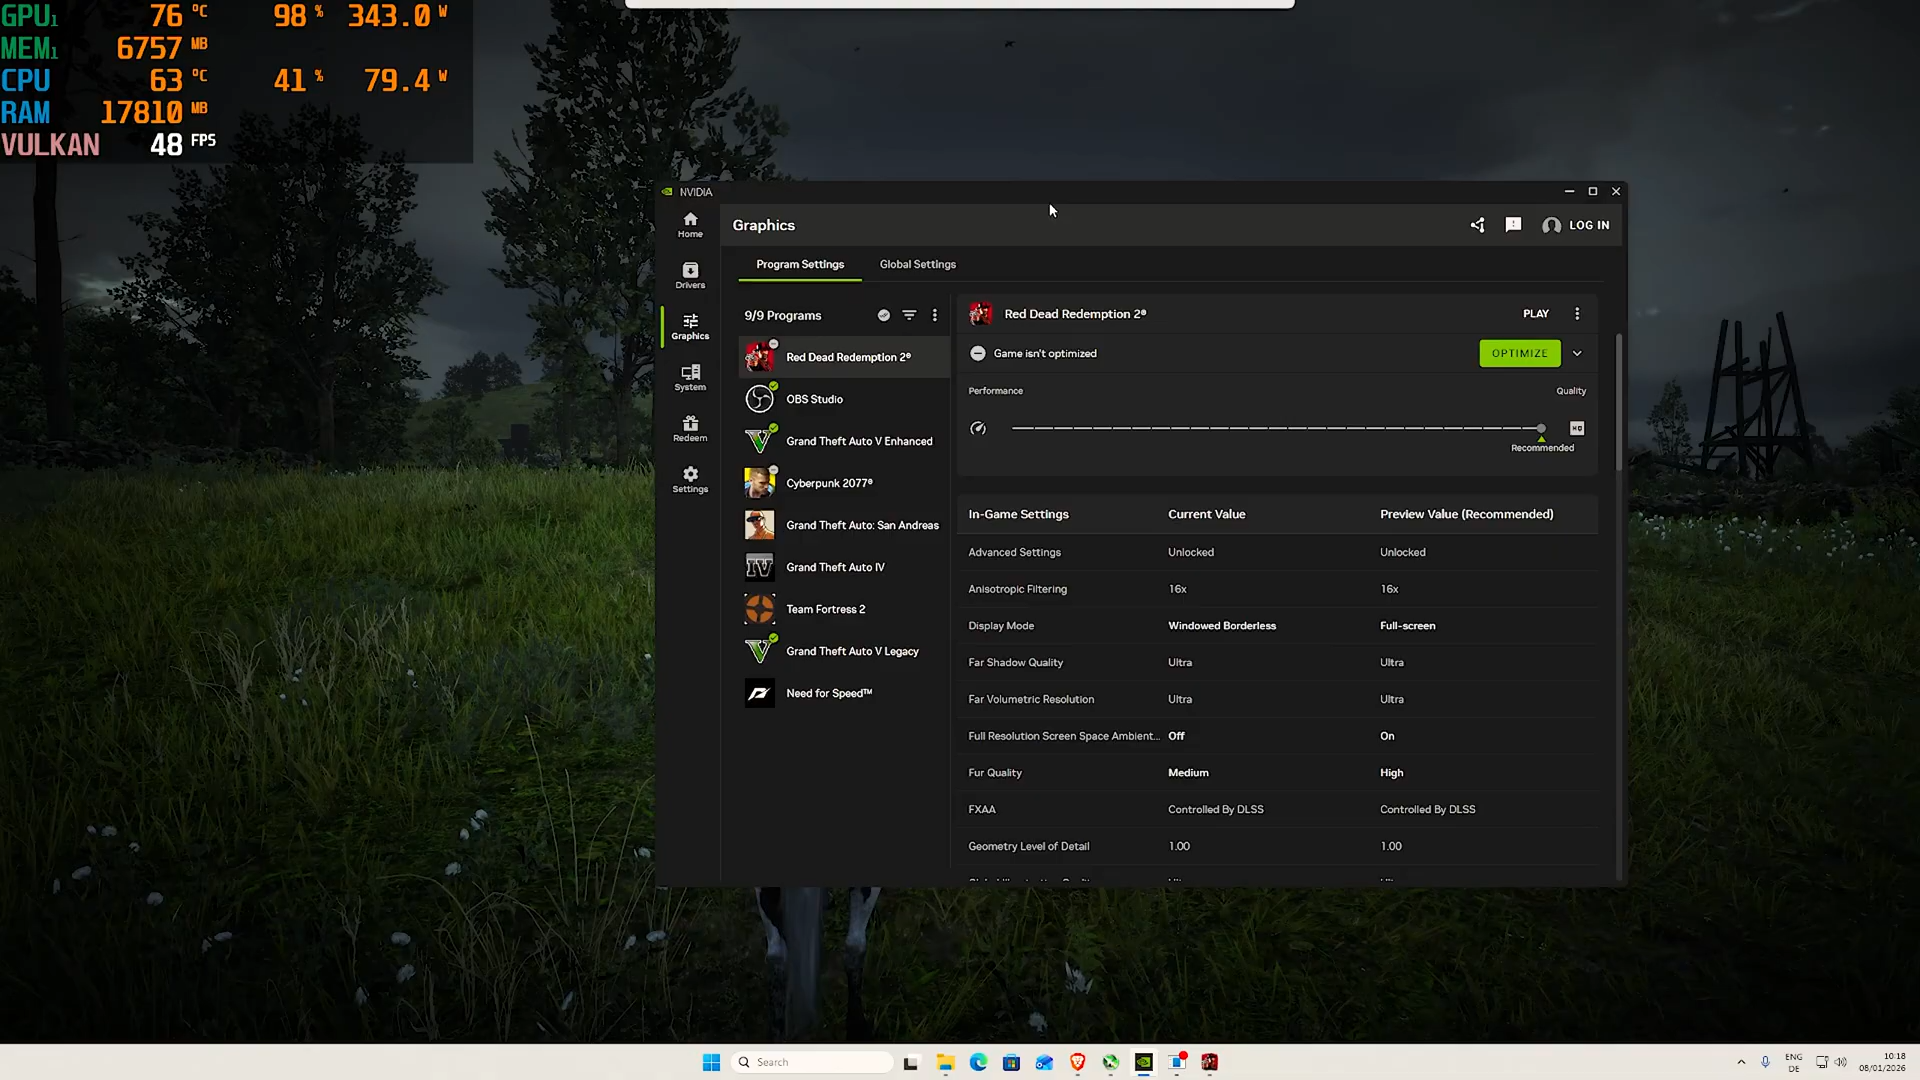 GPU1 76 °C 98 % 343.0 W
MEM1 6757 MB
CPU 63 °C 41 % 79.4 W
RAM 17810 MB
VULKAN 48 FPS
NVIDIA
Home
Drivers
Graphics
System
Redeem
Settings
Graphics
LOG IN
Program Settings Global Settings
9/9 Programs
Red Dead Redemption 2®
OBS Studio
Grand Theft Auto V Enhanced
Cyberpunk 2077®
Grand Theft Auto: San Andreas
Grand Theft Auto IV
Team Fortress 2
Grand Theft Auto V Legacy
Need for Speed™
Red Dead Redemption 2® PLAY
Game isn't optimized OPTIMIZE
Performance Quality
HQ
Recommended
In-Game Settings Current Value Preview Value (Recommended)
Advanced Settings Unlocked Unlocked
Anisotropic Filtering 16x 16x
Display Mode Windowed Borderless Full-screen
Far Shadow Quality Ultra Ultra
Far Volumetric Resolution Ultra Ultra
Full Resolution Screen Space Ambient... Off On
Fur Quality Medium High
FXAA Controlled By DLSS Controlled By DLSS
Geometry Level of Detail 1.00 1.00
Search
ENG
DE
10:18
08/01/2026